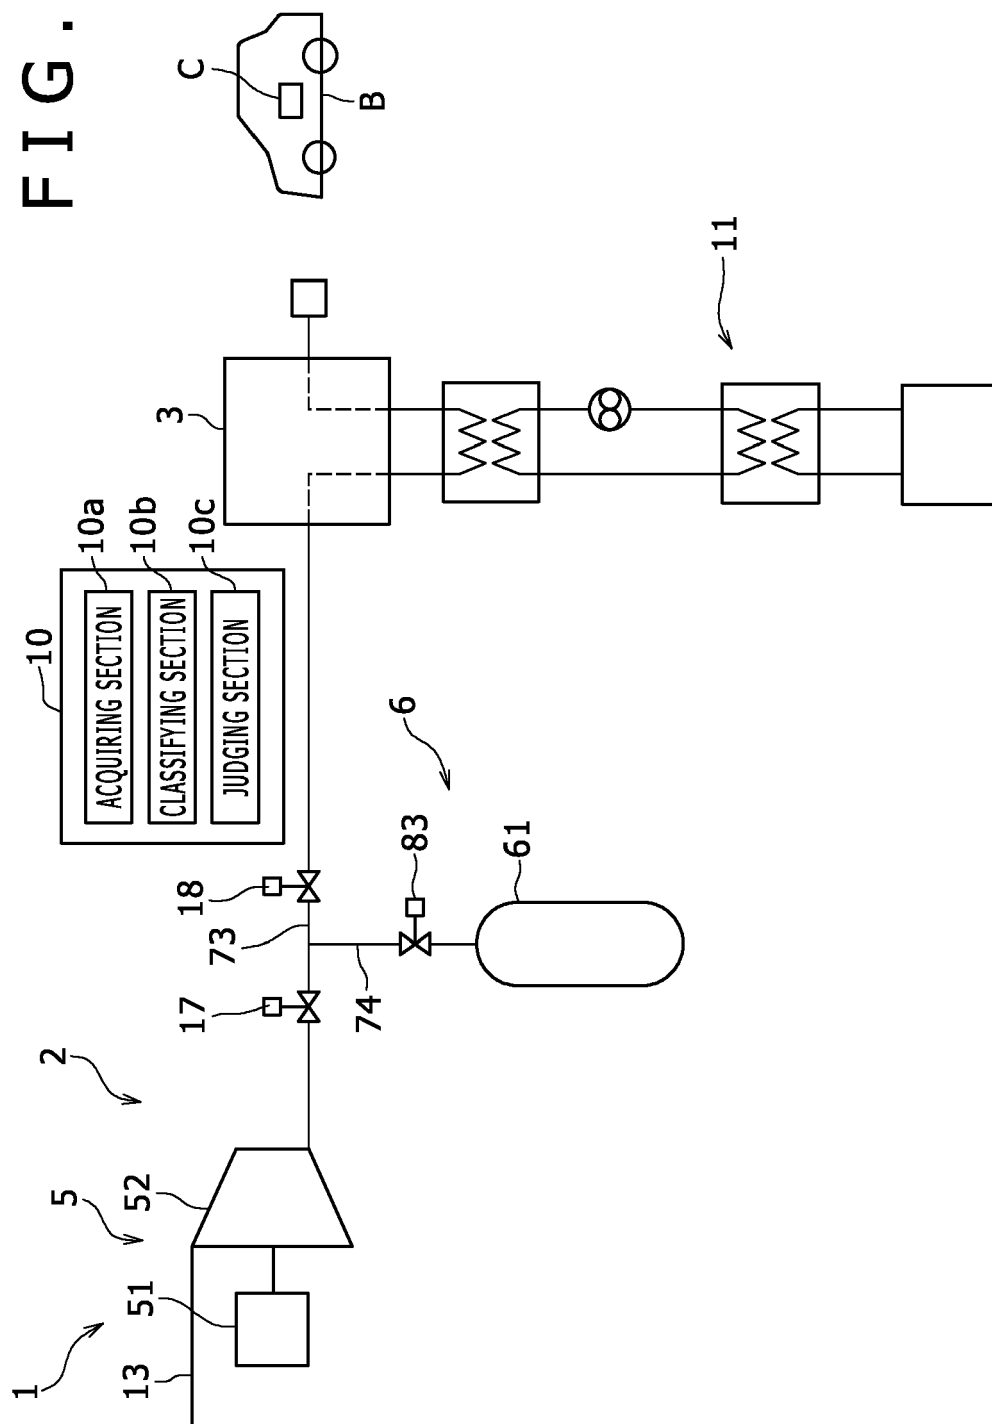 FIG.
C
B
11
3
10
10a
10b
10c
ACQUIRING SECTION
CLASSIFYING SECTION
JUDGING SECTION
6
18
83
61
73
17
74
2
5
52
51
1
13